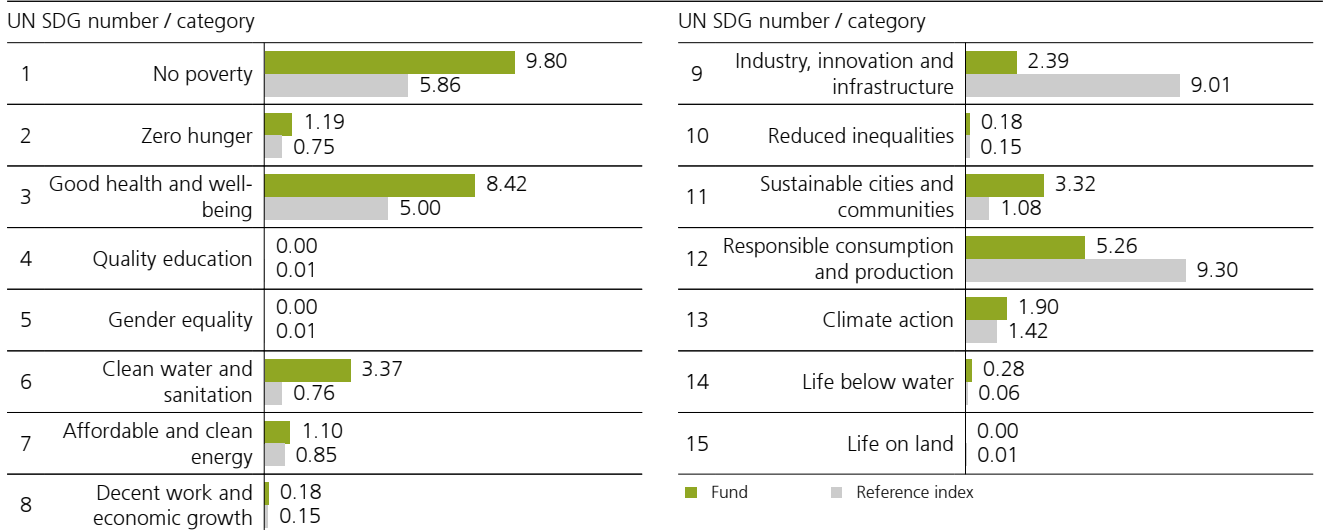 UN SDG number / category
1 No poverty 9.80
5.86
2 Zero hunger 1.19
0.75
3 Good health and well-
being 8.42
5.00
4 Quality education 0.00
0.01
5 Gender equality 0.00
0.01
6 Clean water and
sanitation 3.37
0.76
7 Affordable and clean
energy 1.10
0.85
8 Decent work and
economic growth 0.18
0.15
UN SDG number / category
9 Industry, innovation and
infrastructure 2.39
9.01
10 Reduced inequalities 0.18
0.15
11 Sustainable cities and
communities 3.32
1.08
12 Responsible consumption
and production 5.26
9.30
13 Climate action 1.90
1.42
14 Life below water 0.28
0.06
15 Life on land 0.00
0.01
Fund Reference index